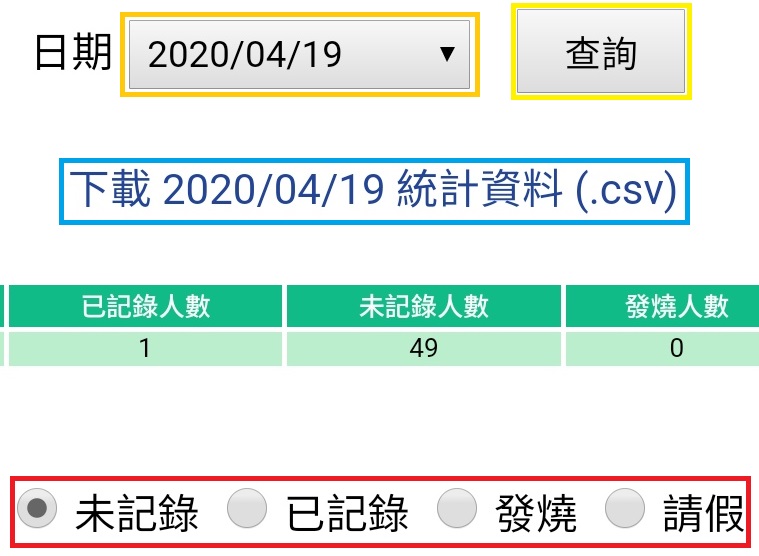 日期 2020/04/19 ▼ 查詢
下載 2020/04/19 統計資料 (.csv)
已記錄人數 未記錄人數 發燒人數
1 49 0
未記錄 已記錄 發燒 請假